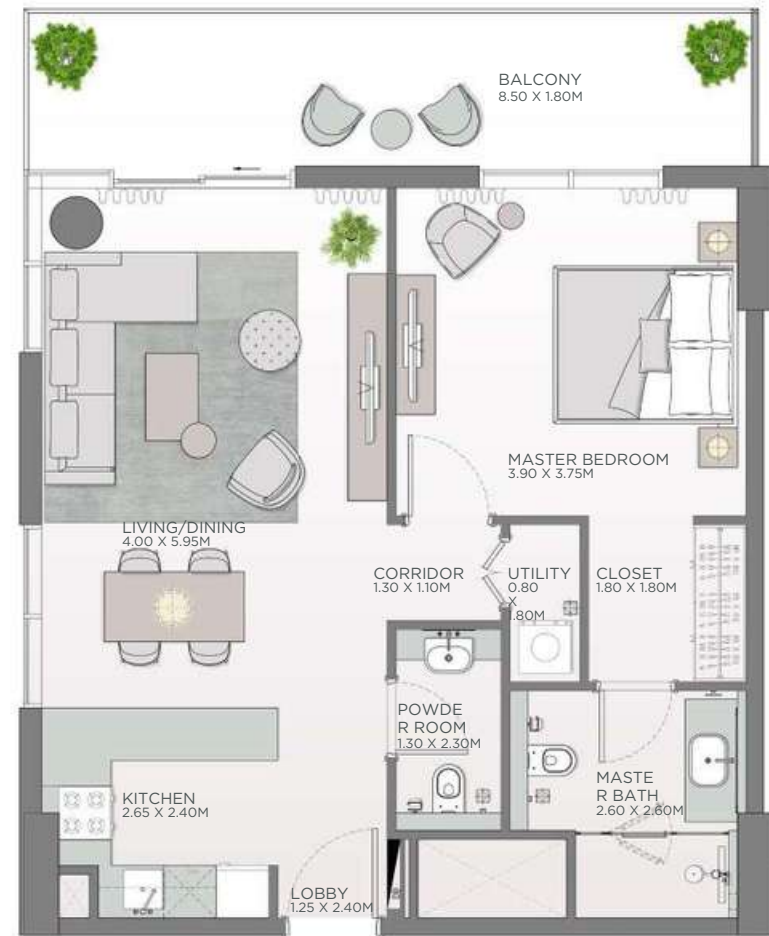 BALCONY
8.50 X 1.80M
MASTER BEDROOM
3.90 X 3.75M
LIVING/DINING
4.00 X 5.95M
CORRIDOR
1.30 X 1.10M
UTILITY
0.80
X
1.80M
CLOSET
1.80 X 1.80M
POWDE
R ROOM
1.30 X 2.30M
MASTE
R BATH
2.60 X 2.60M
KITCHEN
2.65 X 2.40M
LOBBY
1.25 X 2.40M